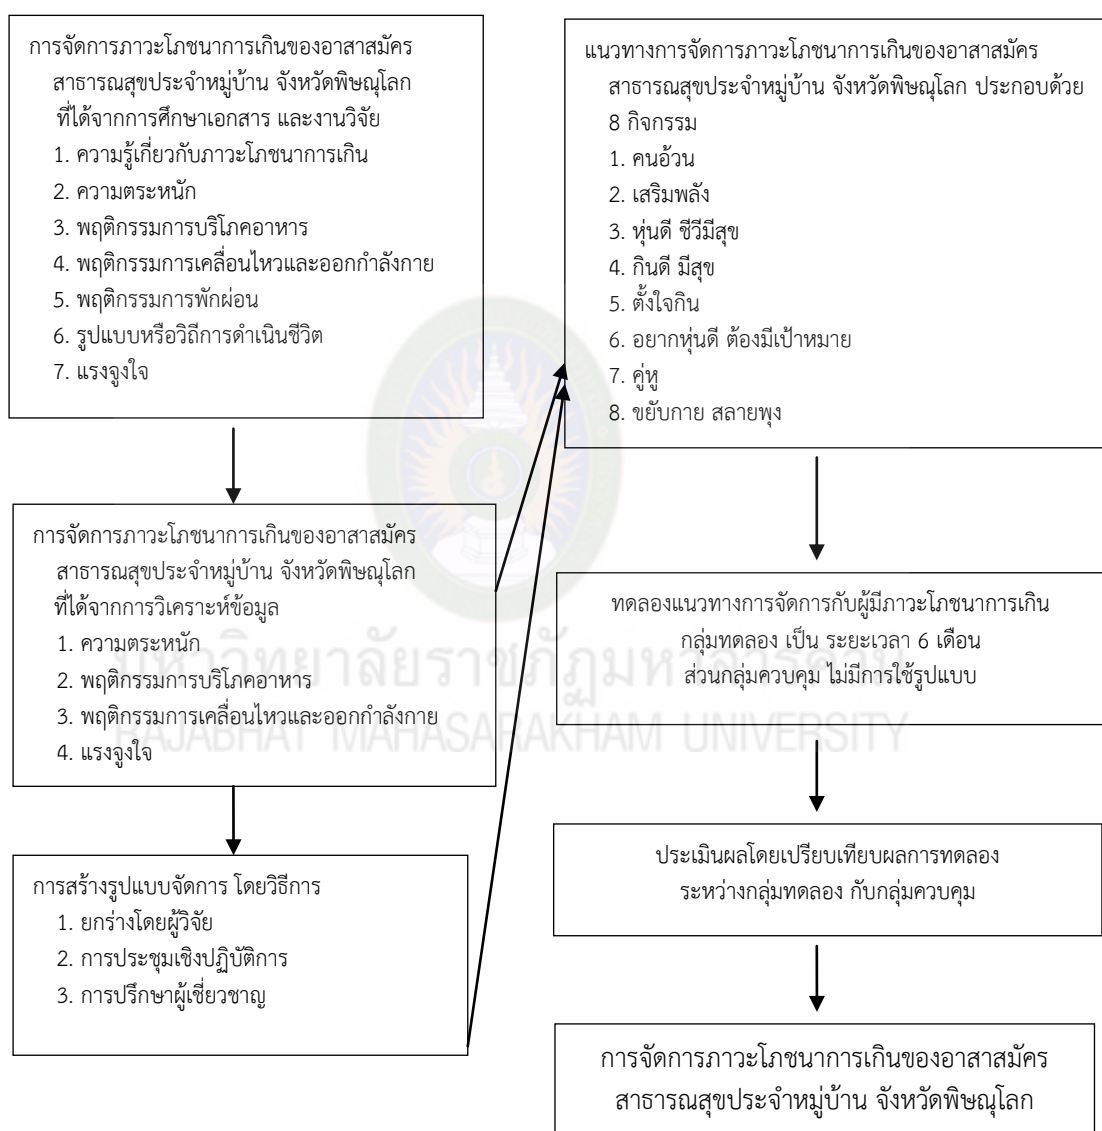 การจัดการภาวะโภชนาการเกินของอาสาสมัคร
สาธารณสุขประจำหมู่บ้าน จังหวัดพิษณุโลก
ที่ได้จากการศึกษาเอกสาร และงานวิจัย
1. ความรู้เกี่ยวกับภาวะโภชนาการเกิน
2. ความตระหนัก
3. พฤติกรรมการบริโภคอาหาร
4. พฤติกรรมการเคลื่อนไหวและออกกำลังกาย
5. พฤติกรรมการพักผ่อน
6. รูปแบบหรือวิถีการดำเนินชีวิต
7. แรงจูงใจ
การจัดการภาวะโภชนาการเกินของอาสาสมัคร
สาธารณสุขประจำหมู่บ้าน จังหวัดพิษณุโลก
ที่ได้จากการวิเคราะห์ข้อมูล
1. ความตระหนัก
2. พฤติกรรมการบริโภคอาหาร
3. พฤติกรรมการเคลื่อนไหวและออกกำลังกาย
4. แรงจูงใจ
การสร้างรูปแบบจัดการ โดยวิธีการ
1. ยกร่างโดยผู้วิจัย
2. การประชุมเชิงปฏิบัติการ
3. การปรึกษาผู้เชี่ยวชาญ
แนวทางการจัดการภาวะโภชนาการเกินของอาสาสมัคร
สาธารณสุขประจำหมู่บ้าน จังหวัดพิษณุโลก ประกอบด้วย
8 กิจกรรม
1. คนอ้วน
2. เสริมพลัง
3. หุ่นดี ชีวีมีสุข
4. กินดี มีสุข
5. ตั้งใจกิน
6. อยากหุ่นดี ต้องมีเป้าหมาย
7. คู่หู
8. ขยับกาย สลายพุง
ทดลองแนวทางการจัดการกับผู้มีภาวะโภชนาการเกิน
กลุ่มทดลอง เป็น ระยะเวลา 6 เดือน
ส่วนกลุ่มควบคุม ไม่มีการใช้รูปแบบ
ประเมินผลโดยเปรียบเทียบผลการทดลอง
ระหว่างกลุ่มทดลอง กับกลุ่มควบคุม
การจัดการภาวะโภชนาการเกินของอาสาสมัคร
สาธารณสุขประจำหมู่บ้าน จังหวัดพิษณุโลก
มหาวิทยาลัยราชภัฏมหาสารคาม
RAJABHAT MAHASARAKHAM UNIVERSITY